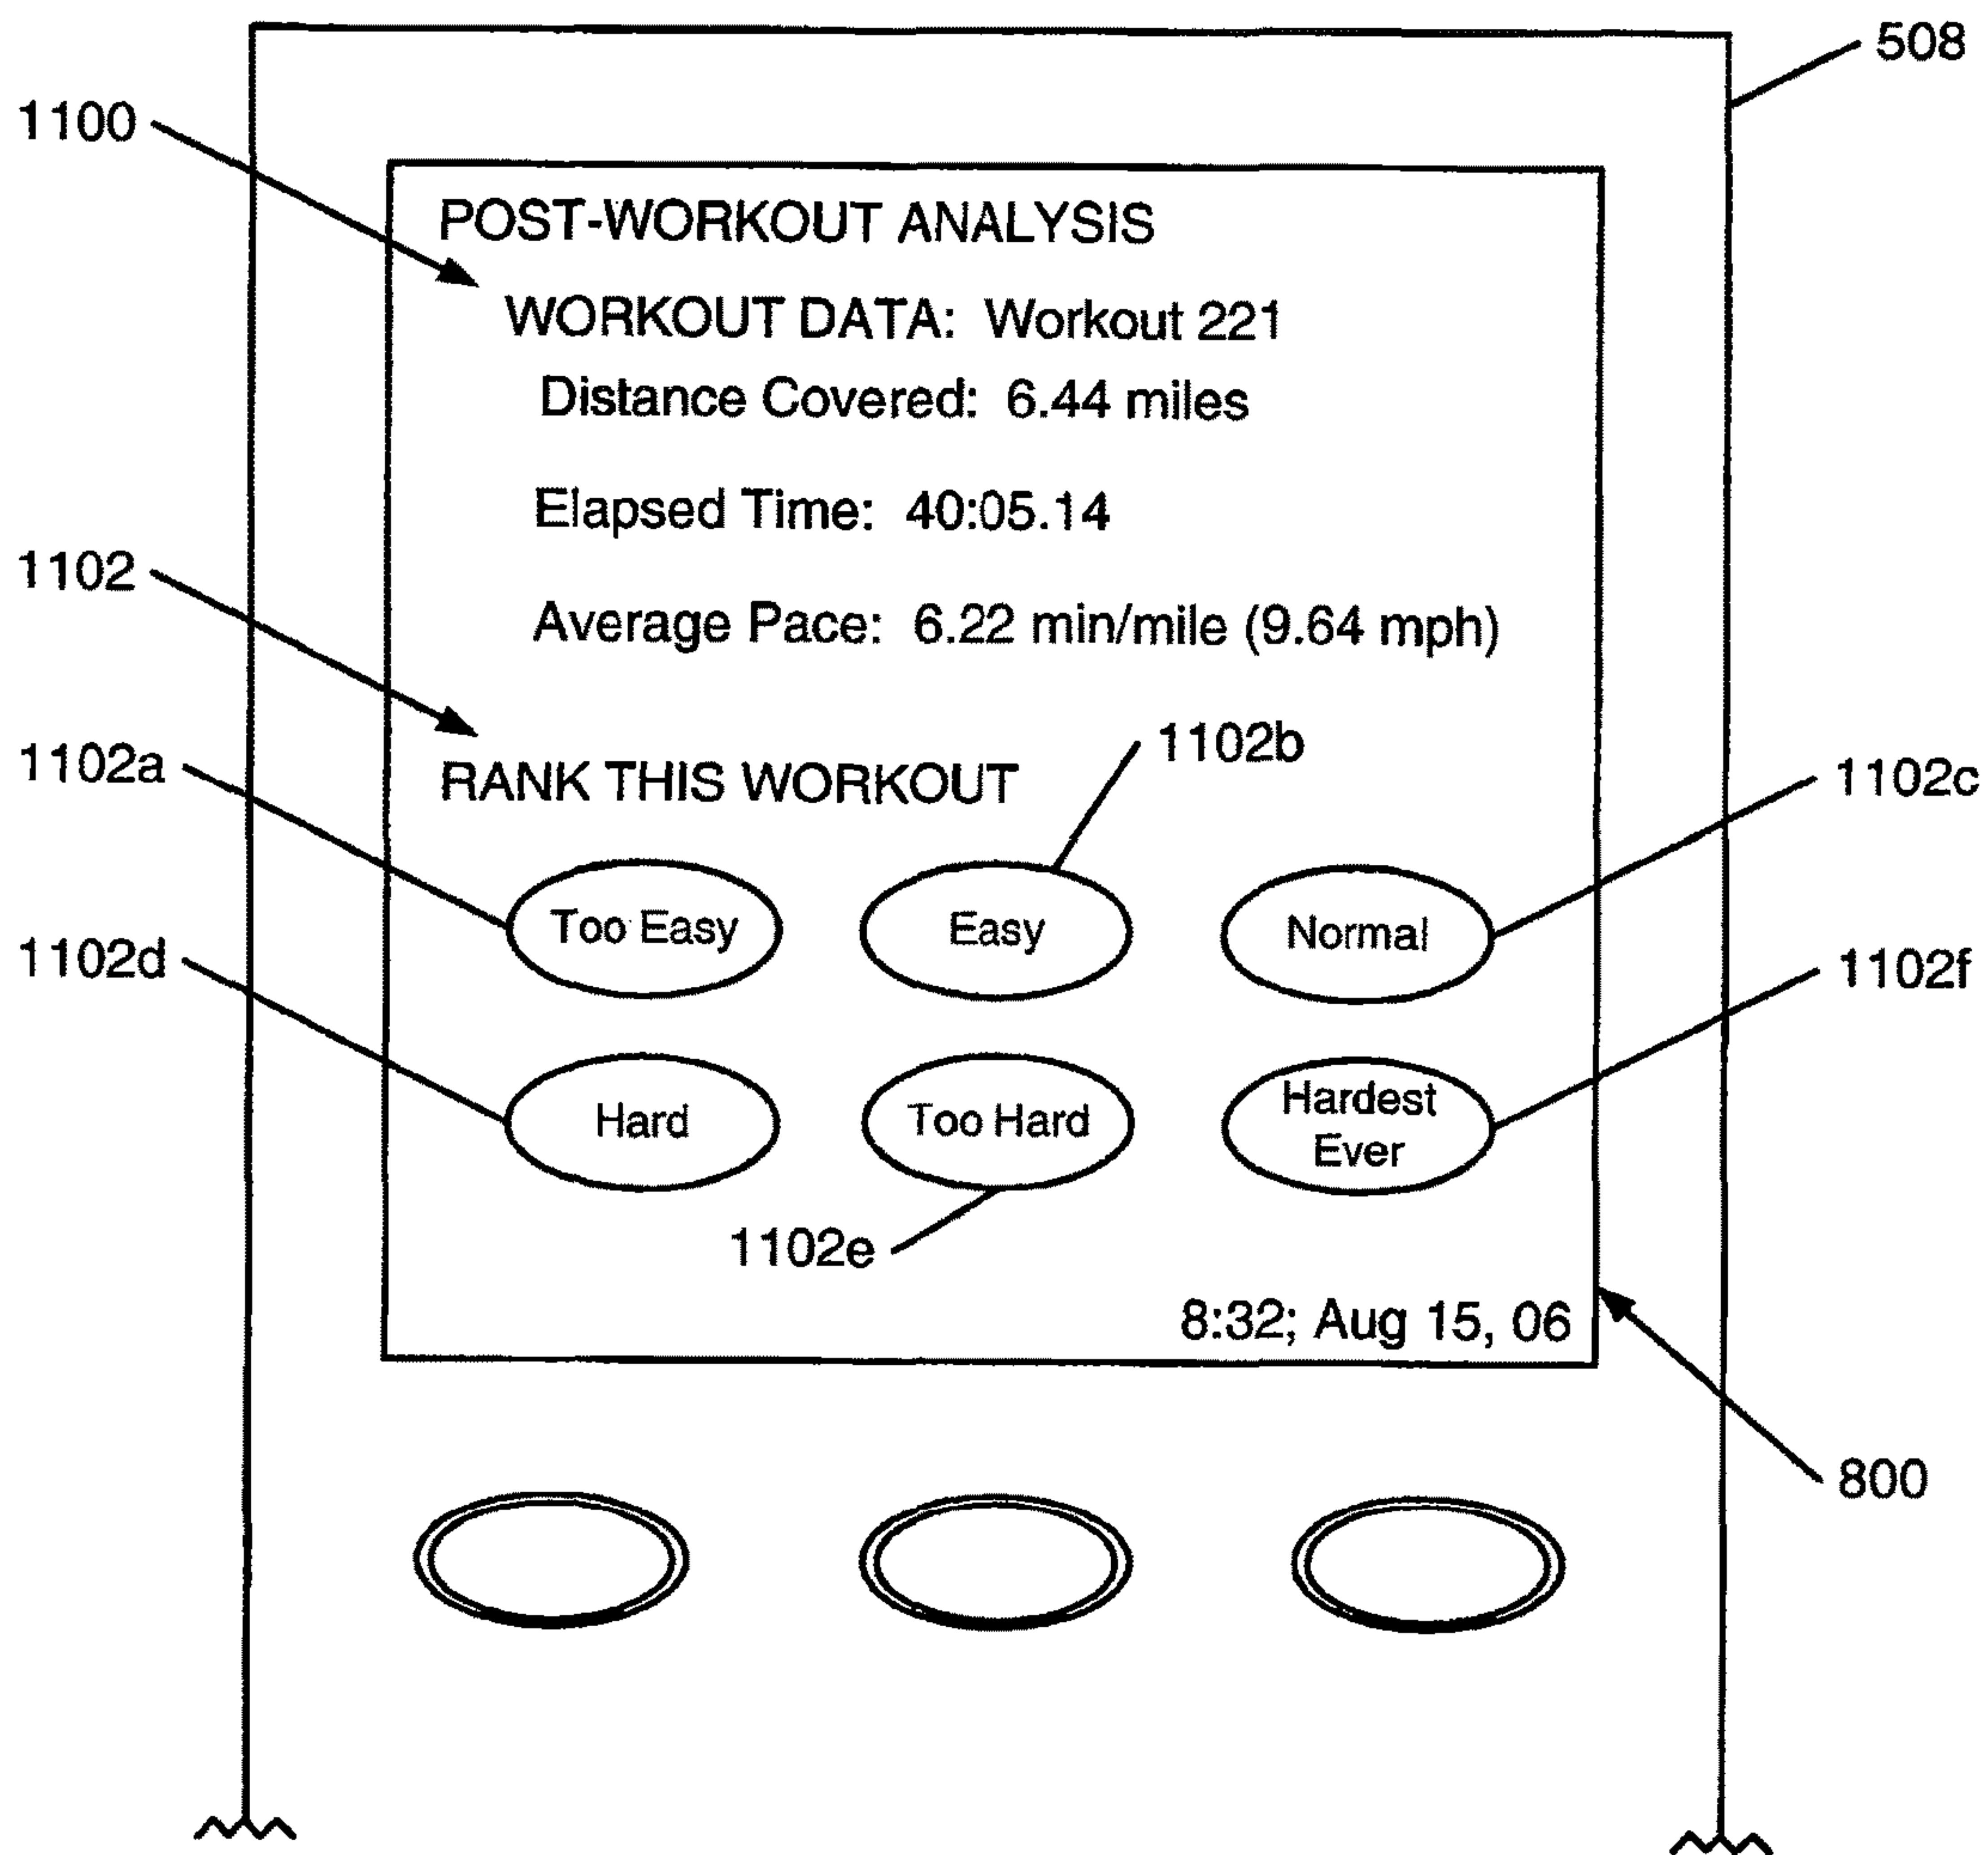 508
1100
POST-WORKOUT ANALYSIS
WORKOUT DATA: Workout 221
Distance Covered: 6.44 miles
Elapsed Time: 40:05.14
1102
Average Pace: 6.22 min/mile (9.64 mph)
1102b
1102a
RANK THIS WORKOUT
1102c
Too Easy
Easy
Normal
1102d
1102f
Hard
Too Hard
Hardest
Ever
1102e
8:32; Aug 15, 06
800